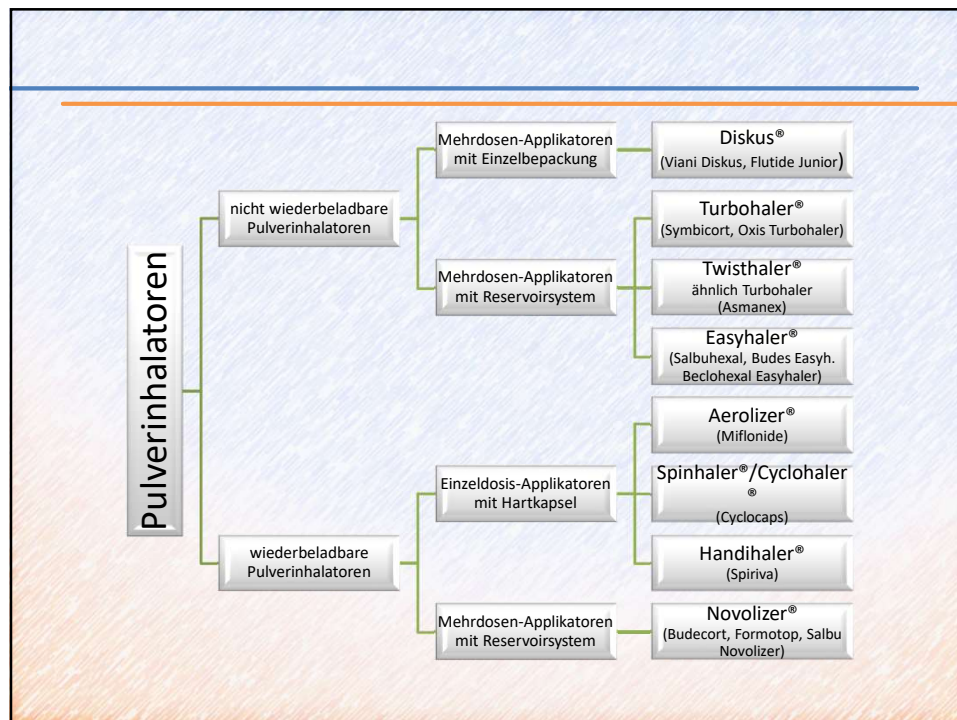 Pulverinhalatoren
nicht wiederbeladbare
Pulverinhalatoren
Mehrdosen-Applikatoren
mit Einzelbepackung
Diskus®
(Viani Diskus, Flutide Junior)
Mehrdosen-Applikatoren
mit Reservoirsystem
Turbohaler®
(Symbicort, Oxis Turbohaler)
Twisthaler®
ähnlich Turbohaler
(Asmanex)
Easyhaler®
(Salbuhexal, Budes Easyh.
Beclohexal Easyhaler)
wiederbeladbare
Pulverinhalatoren
Einzeldosis-Applikatoren
mit Hartkapsel
Aerolizer®
(Miflonide)
Spinhaler®/Cyclohaler
®
(Cyclocaps)
Handihaler®
(Spiriva)
Mehrdosen-Applikatoren
mit Reservoirsystem
Novolizer®
(Budecort, Formotop, Salbu
Novolizer)